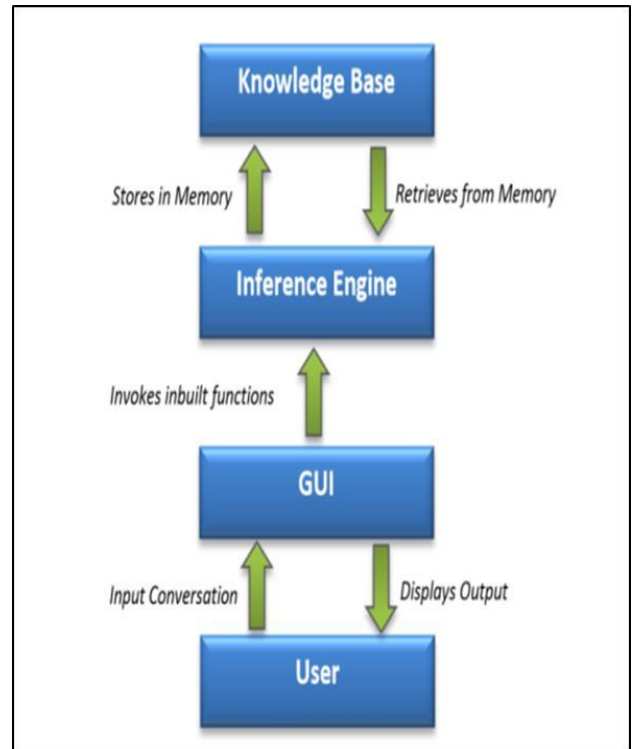 Knowledge Base
Stores in Memory
Retrieves from Memory
Inference Engine
Invokes inbuilt functions
GUI
Input Conversation
Displays Output
User